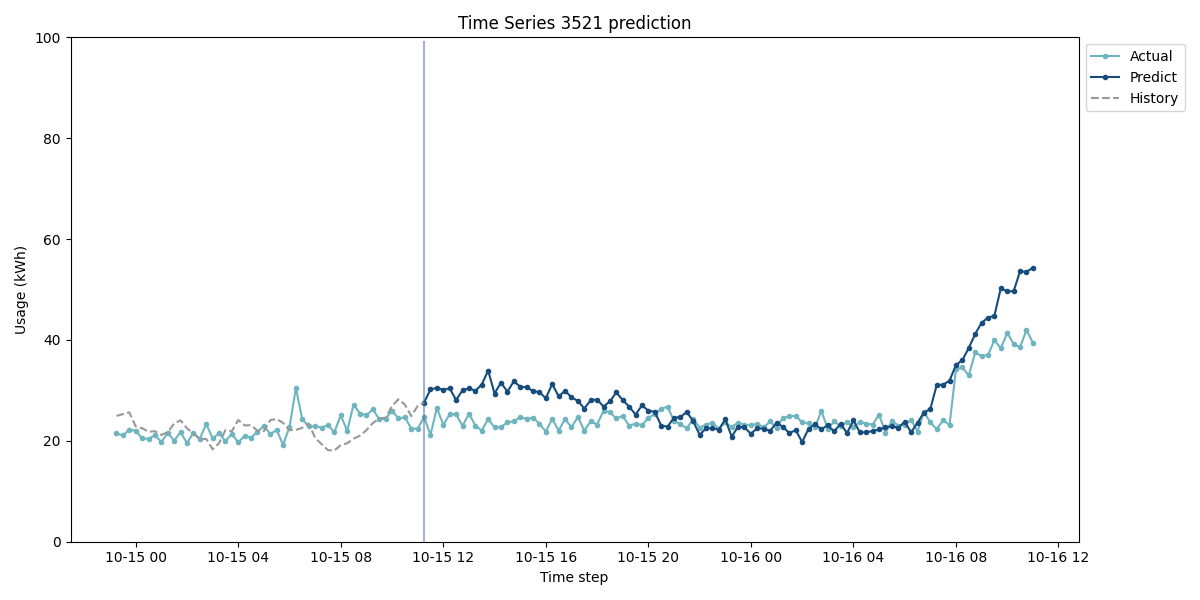 Time Series 3521 prediction
100
80
60
40
20
0
Usage (kWh)
10-15 00
10-15 04
10-15 08
10-15 12
10-15 16
10-15 20
10-16 00
10-16 04
10-16 08
10-16 12
Time step
Actual
Predict
History